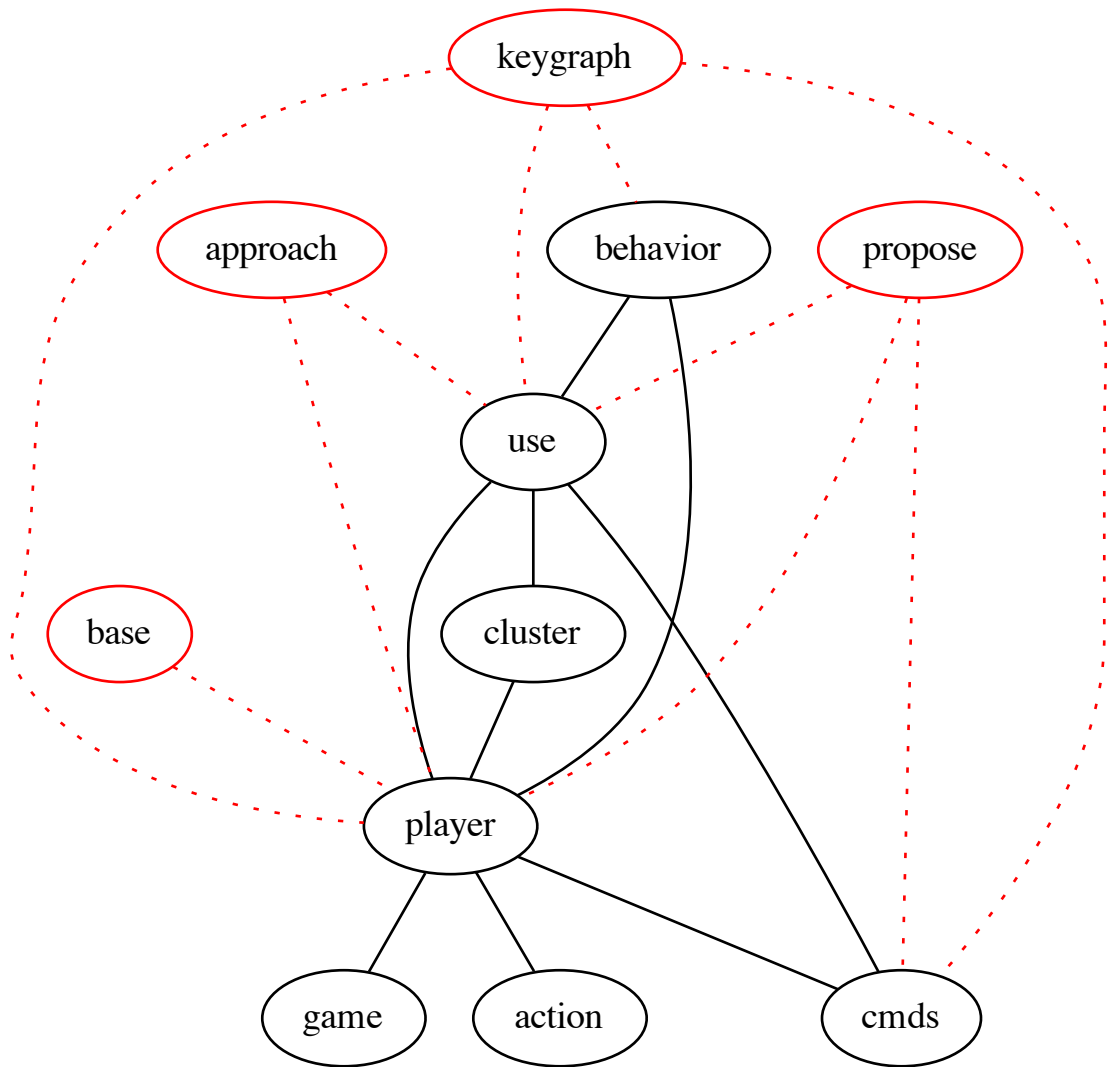 keygraph
approach
behavior
propose
use
base
cluster
player
game
action
cmds